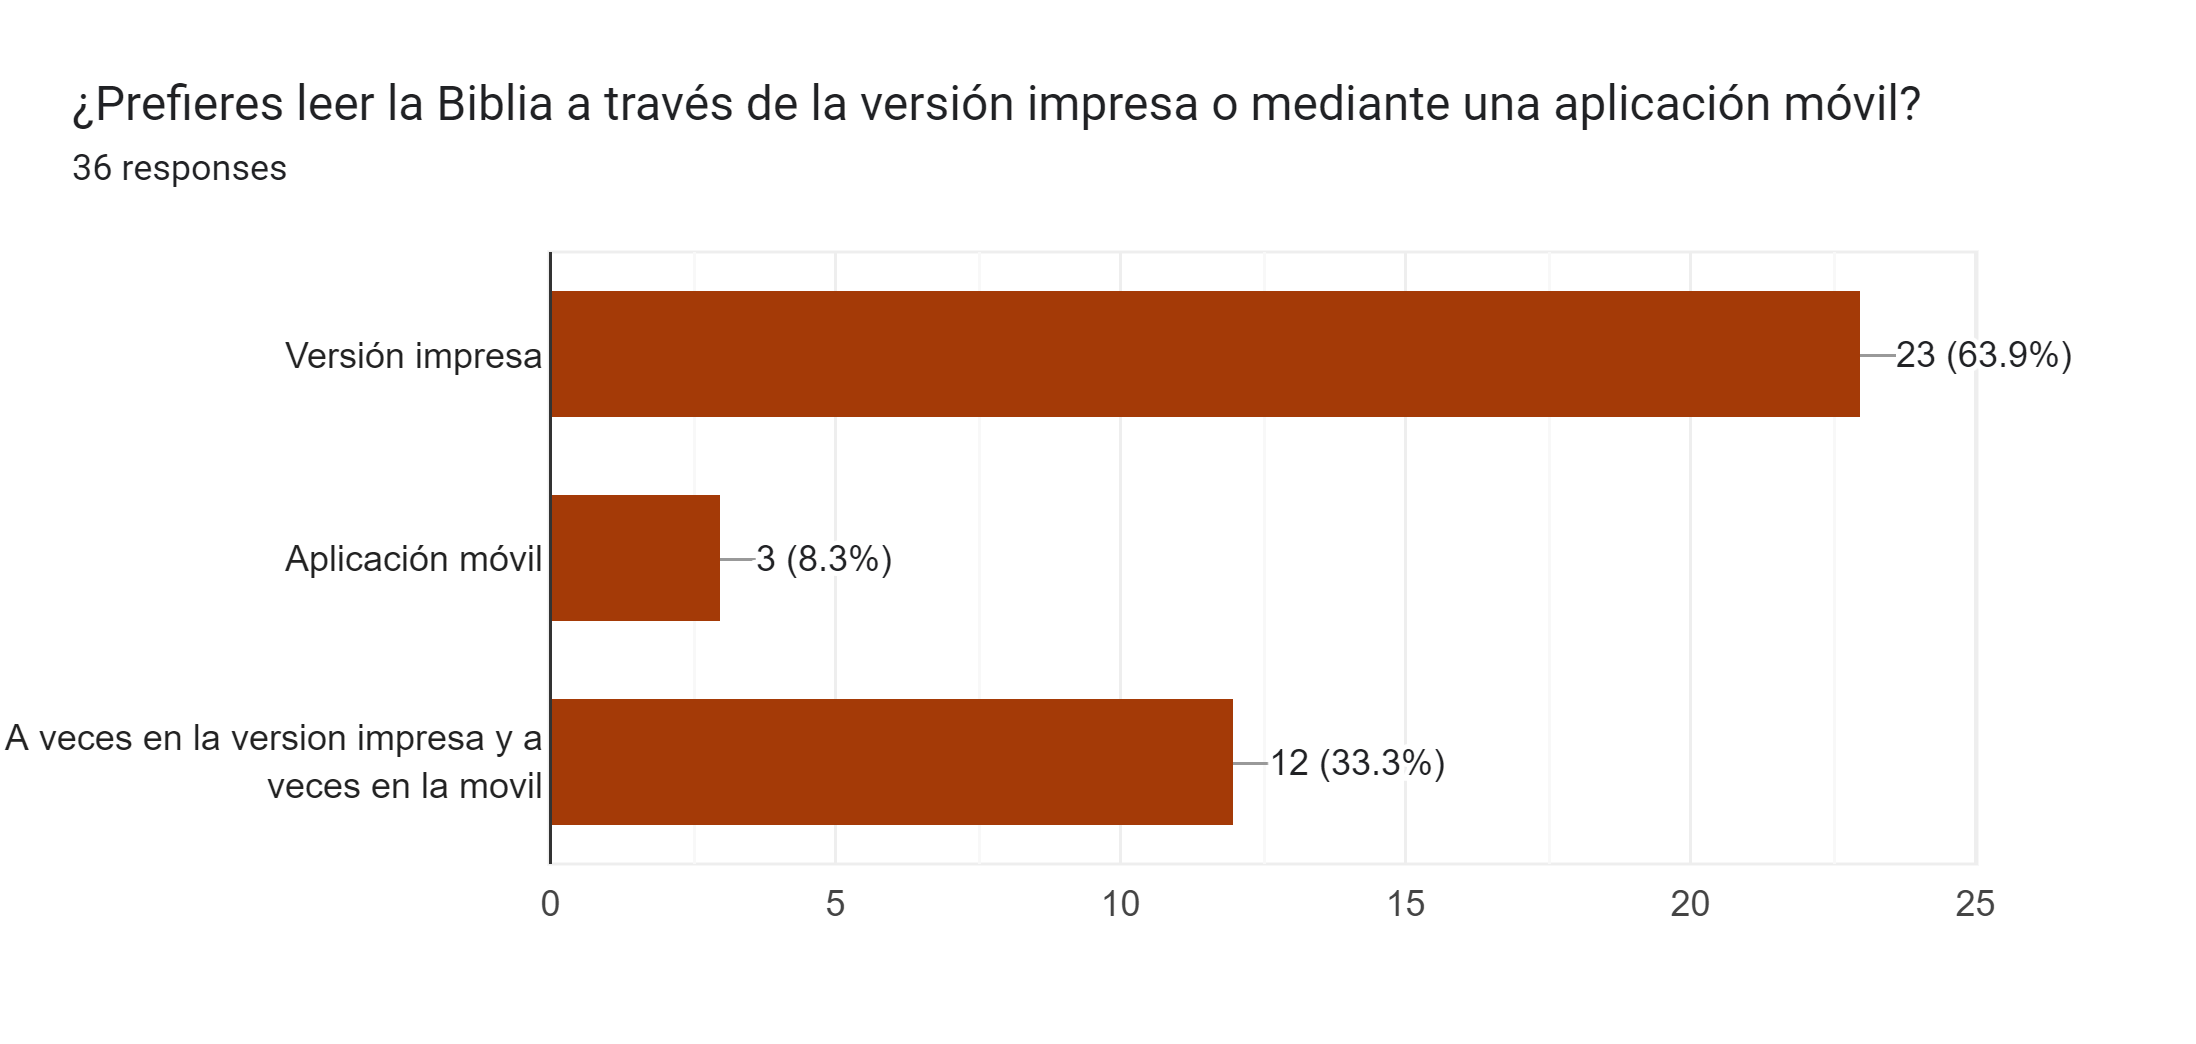 ¿Prefieres leer la Biblia a través de la versión impresa o mediante una aplicación móvil?
36 responses
Versión impresa
23 (63.9%)
Aplicación móvil
3 (8.3%)
A veces en la version impresa y a
veces en la movil
12 (33.3%)
0 5 10 15 20 25